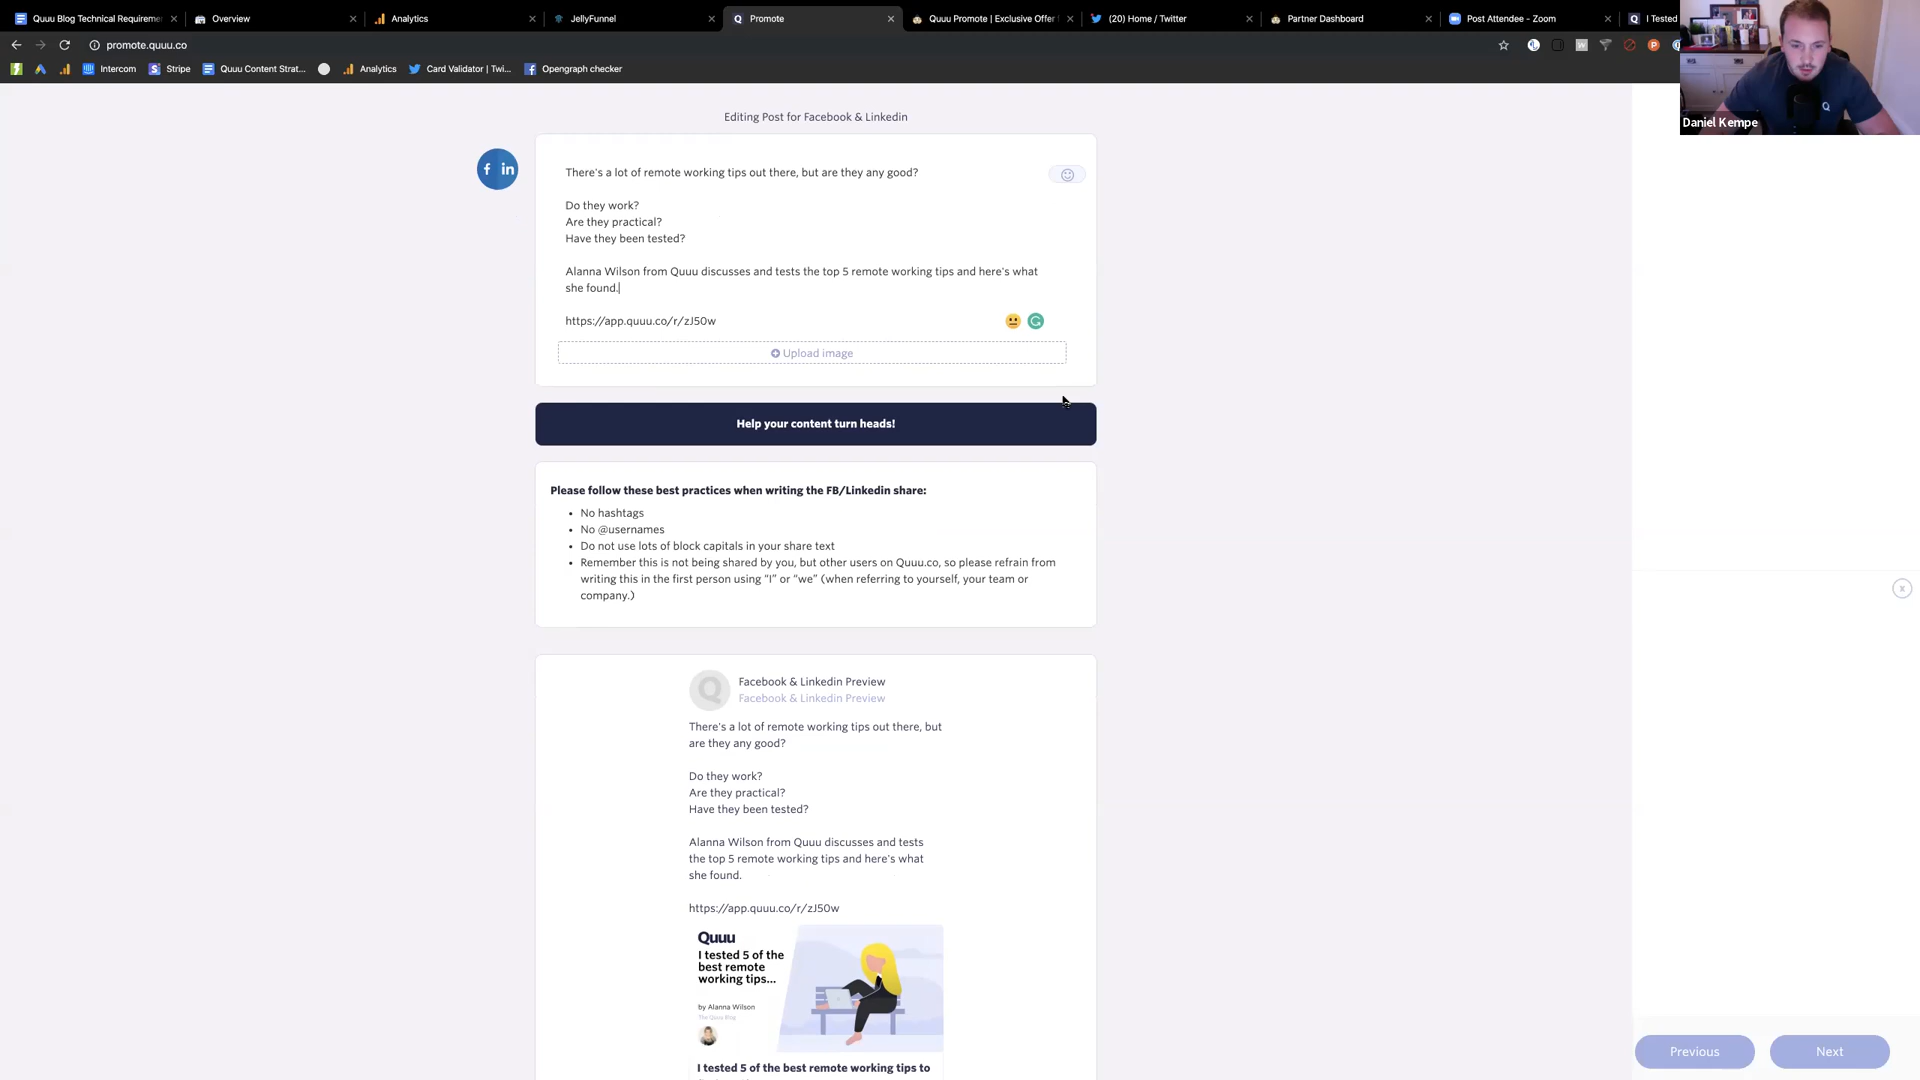 Quuu Blog Technical Requireme
Overview
Analytics
JellyFunnel
Promote
Quuu Promote | Exclusive Offer
(20) Home / Twitter
Partner Dashboard
Post Attendee - Zoom
I Tested
promote.quuu.co
Intercom
Stripe
Quuu Content Strat...
Analytics
Card Validator | Twi...
Opengraph checker
Daniel Kempe
Editing Post for Facebook & Linkedin
f in
There's a lot of remote working tips out there, but are they any good?
Do they work?
Are they practical?
Have they been tested?
Alanna Wilson from Quuu discusses and tests the top 5 remote working tips and here's what
she found.
https://app.quuu.co/r/zJ50w
Upload image
Help your content turn heads!
Please follow these best practices when writing the FB/Linkedin share:
No hashtags
No @usernames
Do not use lots of block capitals in your share text
Remember this is not being shared by you, but other users on Quuu.co, so please refrain from
writing this in the first person using “I” or “we” (when referring to yourself, your team or
company.)
x
Q
Facebook & Linkedin Preview
Facebook & Linkedin Preview
There's a lot of remote working tips out there, but
are they any good?
Do they work?
Are they practical?
Have they been tested?
Alanna Wilson from Quuu discusses and tests
the top 5 remote working tips and here's what
she found.
https://app.quuu.co/r/zJ50w
Quuu
I tested 5 of the
best remote
working tips...
by Alanna Wilson
The Quuu Blog
I tested 5 of the best remote working tips to
Previous
Next